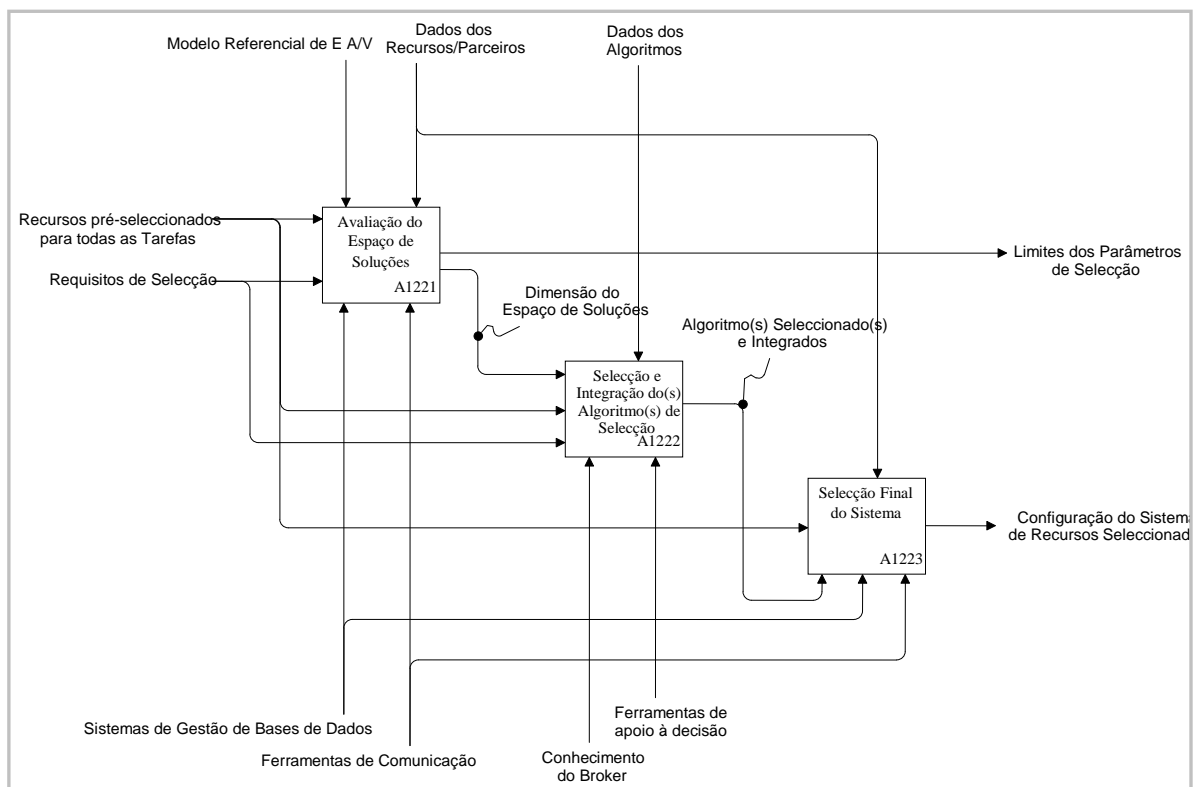 Modelo Referencial de E A/V
Dados dos
Recursos/Parceiros
Dados dos
Algoritmos
Recursos pré-seleccionados
para todas as Tarefas
Requisitos de Selecção
Avaliação do
Espaço de
Soluções
A1221
Limites dos Parâmetros
de Selecção
Dimensão do
Espaço de Soluções
Algoritmo(s) Seleccionado(s)
e Integrados
Selecção e
Integração do(s)
Algoritmo(s) de
Selecção
A1222
Selecção Final
do Sistema
A1223
Configuração do Sistema
de Recursos Seleccionad
Sistemas de Gestão de Bases de Dados
Ferramentas de Comunicação
Ferramentas de
apoio à decisão
Conhecimento
do Broker